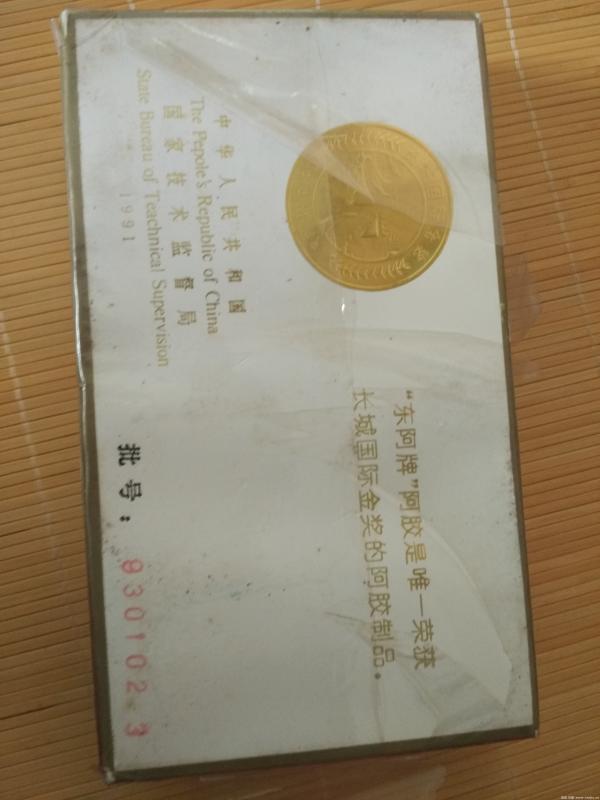 “东阿牌”阿胶是唯一荣获
长城国际金奖的阿胶制品。
中华人民共和国
The Pepole's Republic of China
国家技术监督局
State Bureau of Teachnical Supervision
1991
批号：9301023